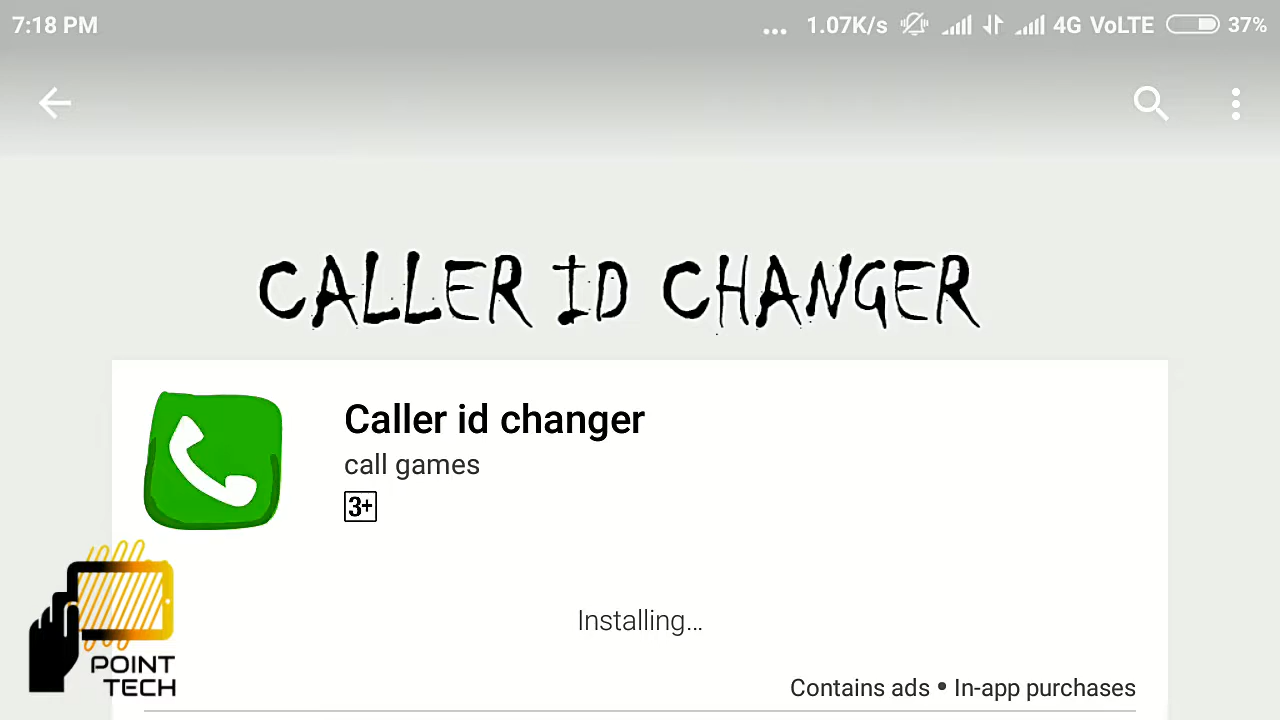 7:18 PM
... 1.07K/s 4G VoLTE 37%
CALLER ID CHANGER
Caller id changer
call games
3+
Installing...
POINT
TECH
Contains ads • In-app purchases